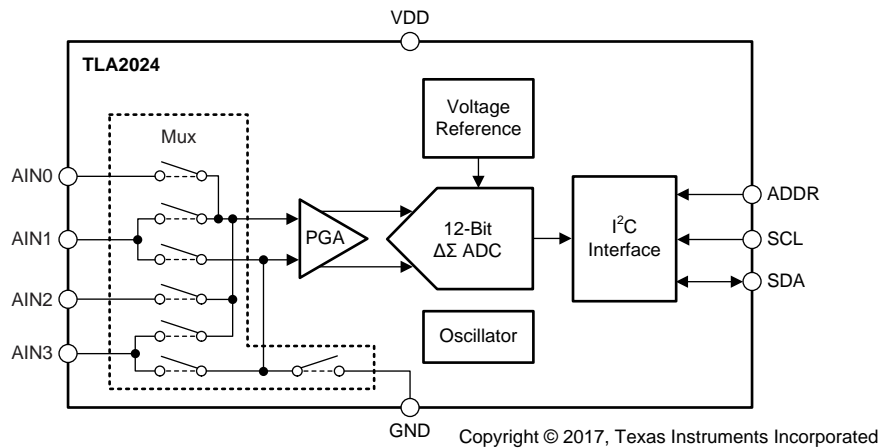 VDD
TLA2024
Mux
Voltage
Reference
AIN0
AIN1
AIN2
AIN3
PGA
12-Bit
ΔΣ ADC
I²C
Interface
ADDR
SCL
SDA
Oscillator
GND
Copyright © 2017, Texas Instruments Incorporated